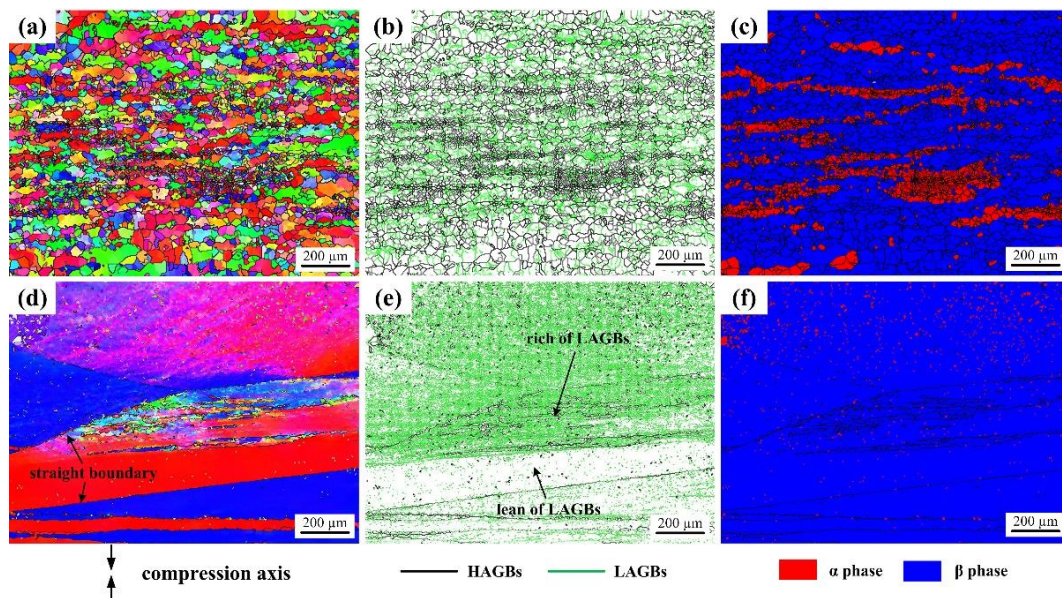 (a)
(b)
(c)
200 µm
200 µm
200 µm
(d)
(e)
(f)
rich of LAGBs
straight boundary
lean of LAGBs
200 µm
200 µm
200 µm
compression axis
HAGBs
LAGBs
α phase
β phase